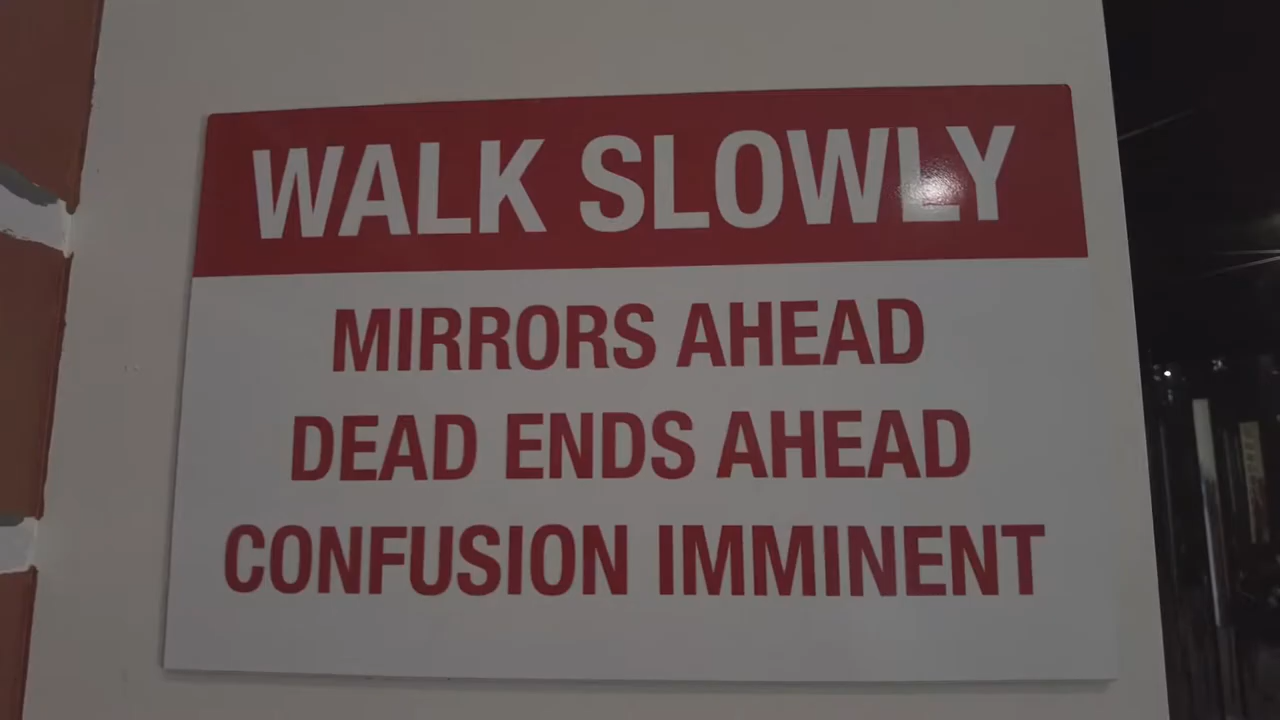 WALK SLOWLY
MIRRORS AHEAD
DEAD ENDS AHEAD
CONFUSION IMMINENT